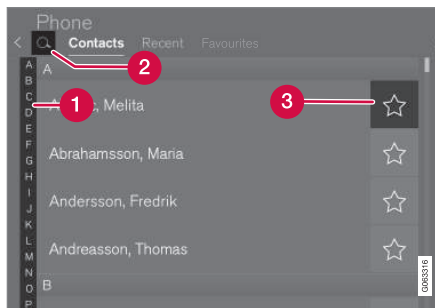 Phone
< Contacts Recent Favourites
2
A
A
B
C
D
E
F
G
H
I
J
K
L
M
N
O
P
1
, Melita
3
Abrahamsson, Maria
Andersson, Fredrik
Andreasson, Thomas
B
G063316